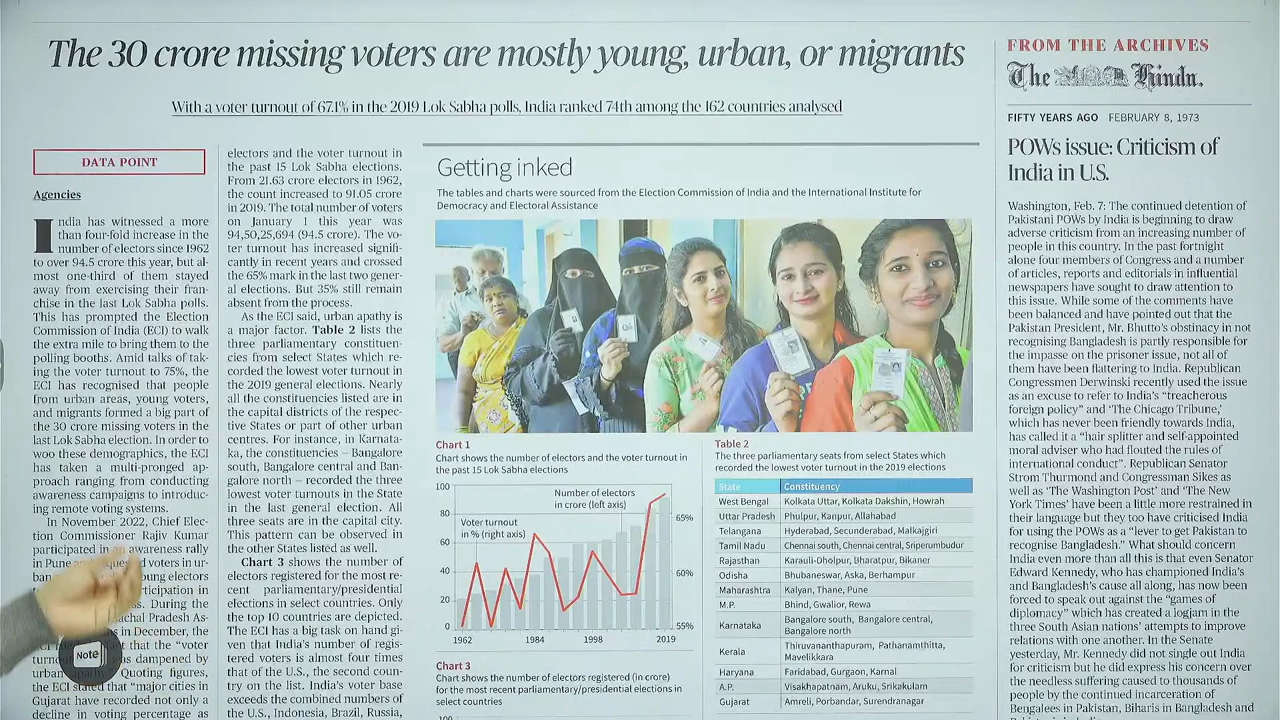 The 30 crore missing voters are mostly young, urban, or migrants
With a voter turnout of 67.1% in the 2019 Lok Sabha polls, India ranked 74th among the 162 countries analysed
DATA POINT
Agencies
India has witnessed a more
than four-fold increase in the
number of electors since 1962
to over 94.5 crore this year, but al-
most one-third of them stayed
away from exercising their fran-
chise in the last Lok Sabha polls.
This has prompted the Election
Commission of India (ECI) to walk
the extra mile to bring them to the
polling booths. Amid talks of tak-
ing the voter turnout to 75%, the
ECI has recognised that people
from urban areas, young voters,
and migrants formed a big part of
the 30 crore missing voters in the
last Lok Sabha election. In order to
woo these demographics, the ECI
has taken a multi-pronged ap-
proach ranging from conducting
awareness campaigns to introduc-
ing remote voting systems.
In November 2022, Chief Elec-
tion Commissioner Rajiv Kumar
participated in an awareness rally
in Pune voters in ur-
young electors
participation in
During the
Pradesh As-
in December, the
that the "voter
was dampened by
urban Quoting figures,
the ECI stated that "major cities in
Gujarat have recorded not only a
decline in voting percentage as
electors and the voter turnout in
the past 15 Lok Sabha elections.
From 21.63 crore electors in 1962,
the count increased to 91.05 crore
in 2019. The total number of voters
on January 1 this year was
94,50,25,694 (94.5 crore). The vo-
ter turnout has increased signifi-
cantly in recent years and crossed
the 65% mark in the last two gener-
al elections. But 35% still remain
absent from the process.
As the ECI said, urban apathy is
a major factor. Table 2 lists the
three parliamentary constituen-
cies from select States which re-
corded the lowest voter turnout in
the 2019 general elections. Nearly
all the constituencies listed are in
the capital districts of the respec-
tive States or part of other urban
centres. For instance, in Karnata-
ka, the constituencies – Bangalore
south, Bangalore central and Ban-
galore north – recorded the three
lowest voter turnouts in the State
in the last general election. All
three seats are in the capital city.
This pattern can be observed in
the other States listed as well.
Chart 3 shows the number of
electors registered for the most re-
cent parliamentary/presidential
elections in select countries. Only
the top 10 countries are depicted.
The ECI has a big task on hand gi-
ven that India's number of regis-
tered voters is almost four times
that of the U.S., the second coun-
try on the list. India's voter base
exceeds the combined numbers of
the U.S., Indonesia, Brazil, Russia,
Getting inked
The tables and charts were sourced from the Election Commission of India and the International Institute for
Democracy and Electoral Assistance
Chart 1
Chart shows the number of electors and the voter turnout in
the past 15 Lok Sabha elections
100
80
60
40
20
0
Number of electors
in crore (left axis)
Voter turnout
in % (right axis)
65%
60%
55%
1962
1984
1998
2019
Chart 3
Chart shows the number of electors registered (in crore)
for the most recent parliamentary/presidential elections in
select countries
100
Table 2
The three parliamentary seats from select States which
recorded the lowest voter turnout in the 2019 elections
State Constituency
West Bengal Kolkata Uttar, Kolkata Dakshin, Howrah
Uttar Pradesh Phulpur, Kanpur, Allahabad
Telangana Hyderabad, Secunderabad, Malkajgiri
Tamil Nadu Chennai south, Chennai central, Sriperumbudur
Rajasthan Karauli-Dholpur, Bharatpur, Bikaner
Odisha Bhubaneswar, Aska, Berhampur
Maharashtra Kalyan, Thane, Pune
M.P. Bhind, Gwalior, Rewa
Karnataka Bangalore south, Bangalore central,
Bangalore north
Kerala Thiruvananthapuram, Pathanamthitta,
Mavelikkara
Haryana Faridabad, Gurgaon, Karnal
A.P. Visakhapatnam, Aruku, Srikakulam
Gujarat Amreli, Porbandar, Surendranagar
FROM THE ARCHIVES
The Hindu.
FIFTY YEARS AGO FEBRUARY 8, 1973
POWs issue: Criticism of
India in U.S.
Washington, Feb. 7: The continued detention of
Pakistani POWs by India is beginning to draw
adverse criticism from an increasing number of
people in this country. In the past fortnight
alone four members of Congress and a number
of articles, reports and editorials in influential
newspapers have sought to draw attention to
this issue. While some of the comments have
been balanced and have pointed out that the
Pakistan President, Mr. Bhutto's obstinacy in not
recognising Bangladesh is partly responsible for
the impasse on the prisoner issue, not all of
them have been flattering to India. Republican
Congressmen Derwinski recently used the issue
as an excuse to refer to India's "treacherous
foreign policy" and 'The Chicago Tribune,'
which has never been friendly towards India,
has called it a "hair splitter and self-appointed
moral adviser who had flouted the rules of
international conduct". Republican Senator
Strom Thurmond and Congressman Sikes as
well as 'The Washington Post' and 'The New
York Times' have been a little more restrained in
their language but they too have criticised India
for using the POWs as a "lever to get Pakistan to
recognise Bangladesh." What should concern
India even more than all this is that even Senator
Edward Kennedy, who has championed India's
and Bangladesh's cause all along, has now been
forced to speak out against the "games of
diplomacy" which has created a logjam in the
three South Asian nations' attempts to improve
relations with one another. In the Senate
yesterday, Mr. Kennedy did not single out India
for criticism but he did express his concern over
the needless suffering caused to thousands of
people by the continued incarceration of
Bengalees in Pakistan, Biharis in Bangladesh and
Note